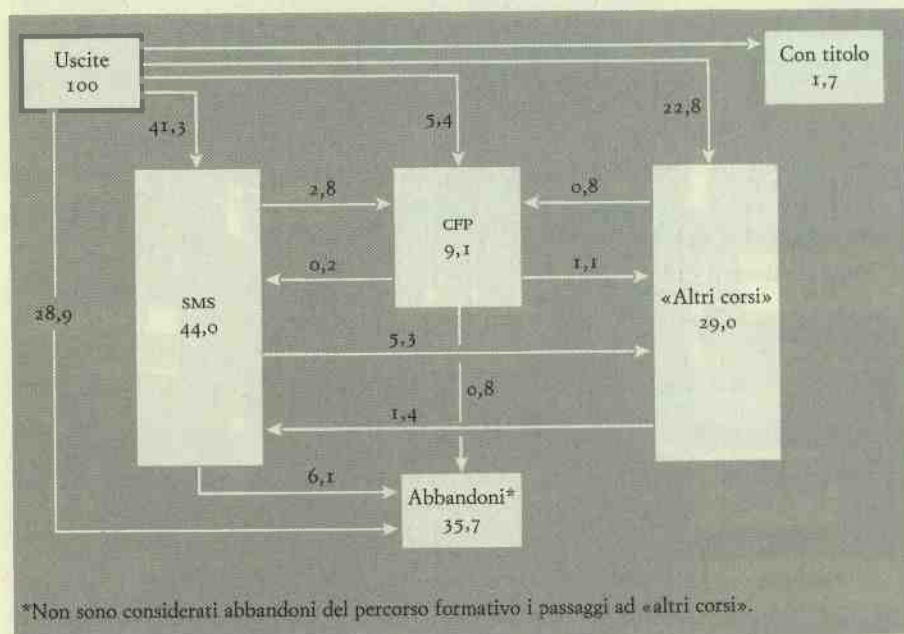 Uscite
100
Con titolo
1,7
41,3
5,4
22,8
2,8
0,8
CFP
9,1
0,2
1,1
SMS
44,0
«Altri corsi»
29,0
28,9
5,3
0,8
1,4
6,1
Abbandoni*
35,7
*Non sono considerati abbandoni del percorso formativo i passaggi ad «altri corsi».